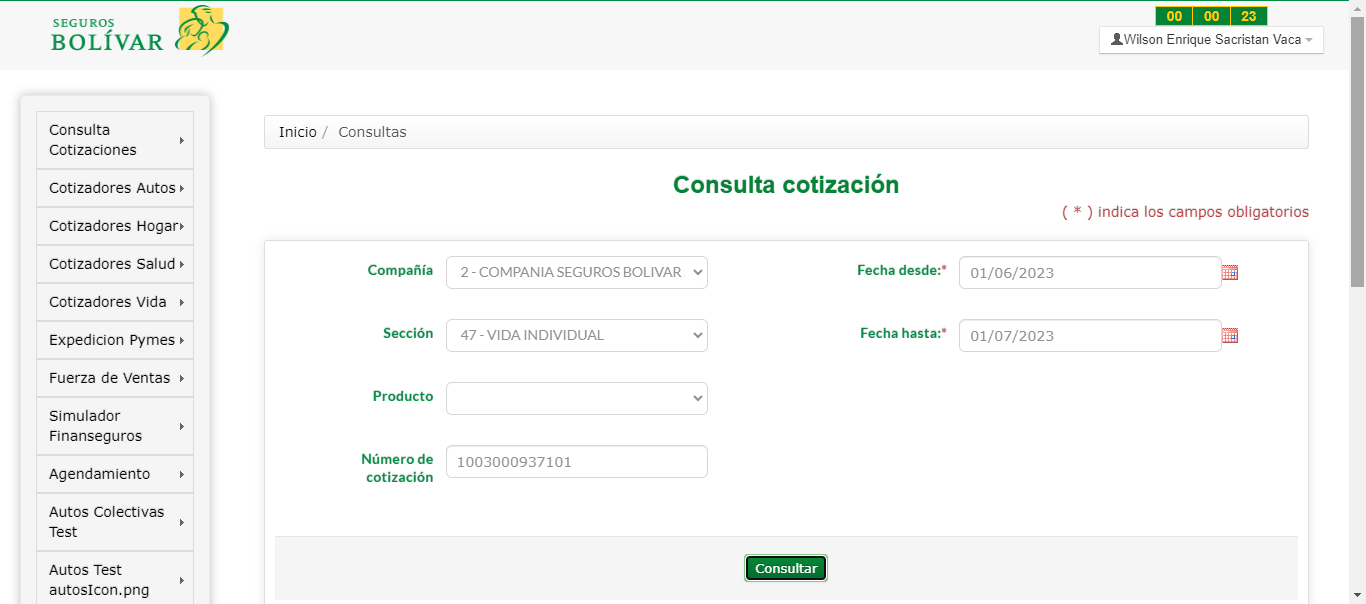 SEGUROS
BOLÍVAR
00 00 23
Wilson Enrique Sacristan Vaca
Consulta
Cotizaciones
Cotizadores Autos
Cotizadores Hogar
Cotizadores Salud
Cotizadores Vida
Expedicion Pymes
Fuerza de Ventas
Simulador
Finanseguros
Agendamiento
Autos Colectivas
Test
Autos Test
autosIcon.png
Inicio / Consultas
Consulta cotización
( * ) indica los campos obligatorios
Compañía 2 - COMPANIA SEGUROS BOLIVAR Fecha desde:* 01/06/2023
Sección 47 - VIDA INDIVIDUAL Fecha hasta:* 01/07/2023
Producto
Número de
cotización 1003000937101
Consultar